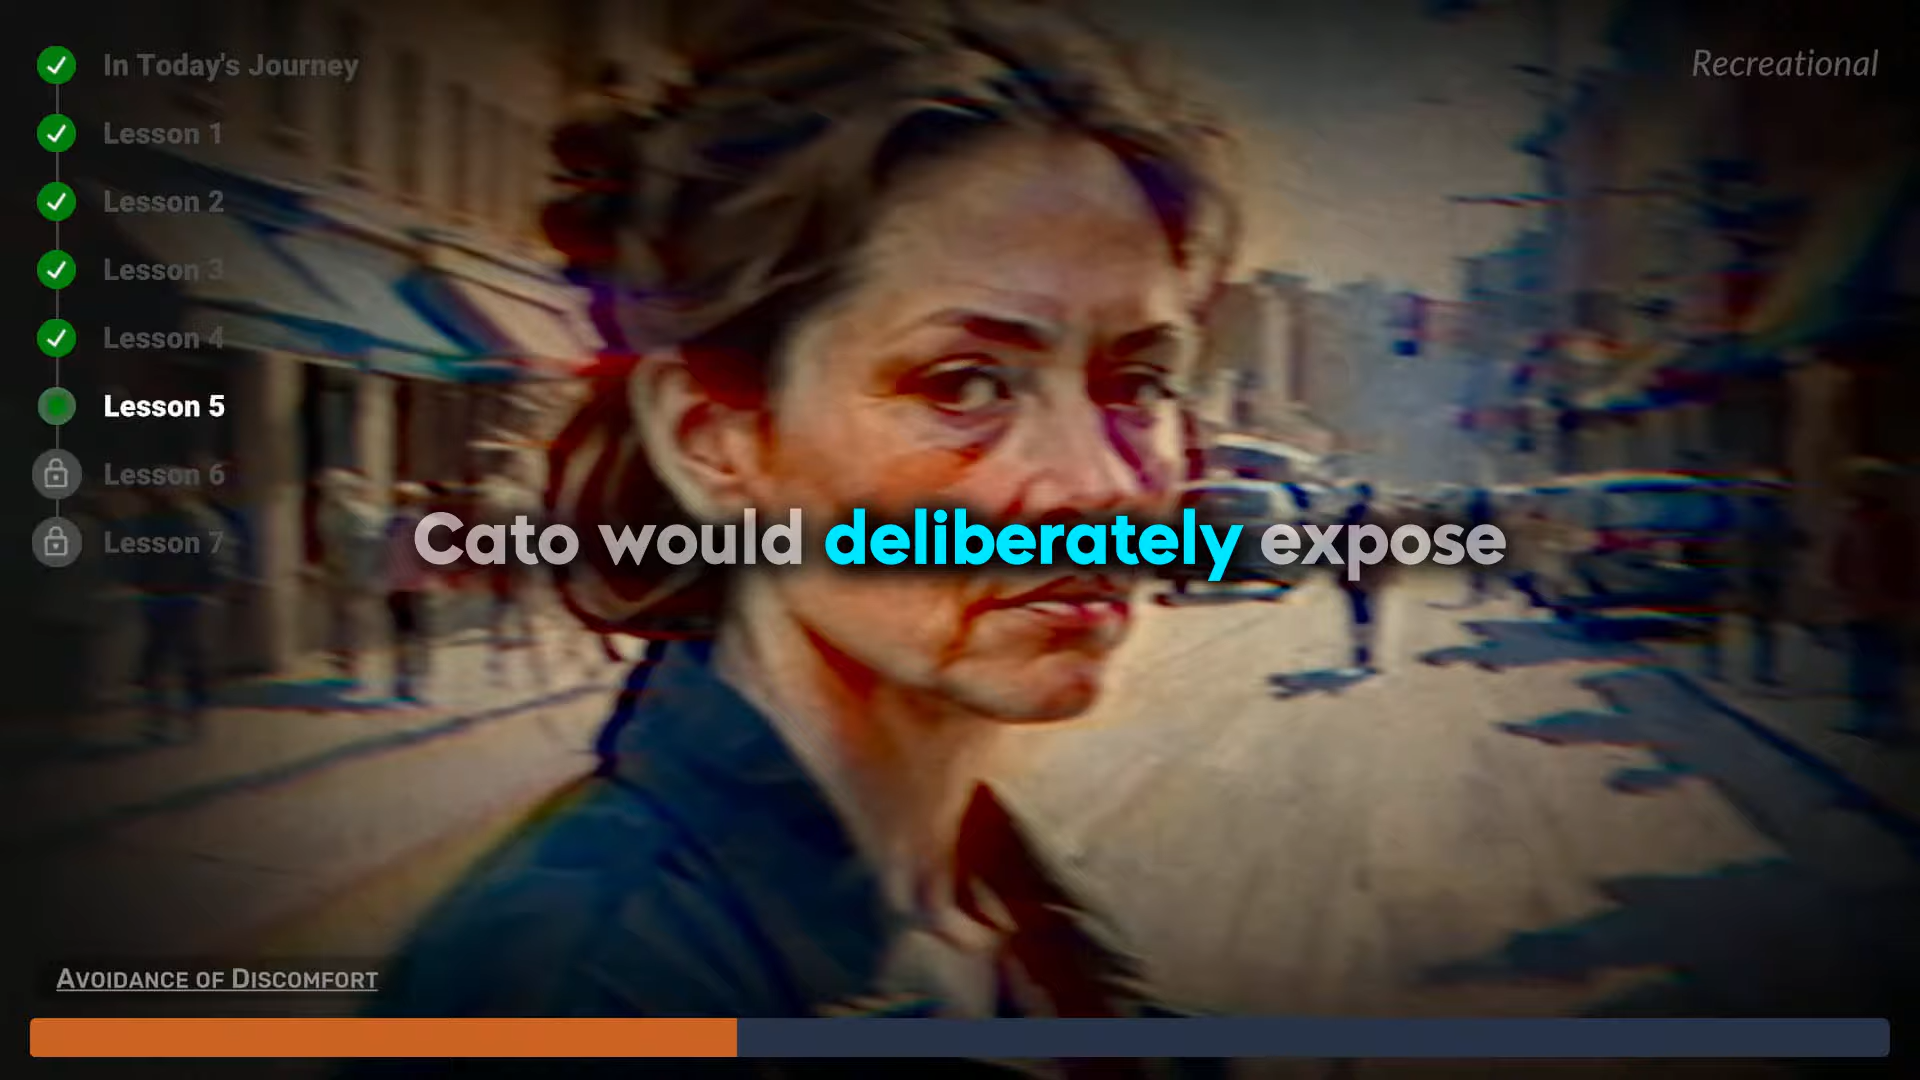 In Today's Journey
Recreational
Lesson 1
Lesson 2
Lesson 3
Lesson 4
Lesson 5
Lesson 6
Lesson 7
Cato would deliberately expose
Avoidance of Discomfort